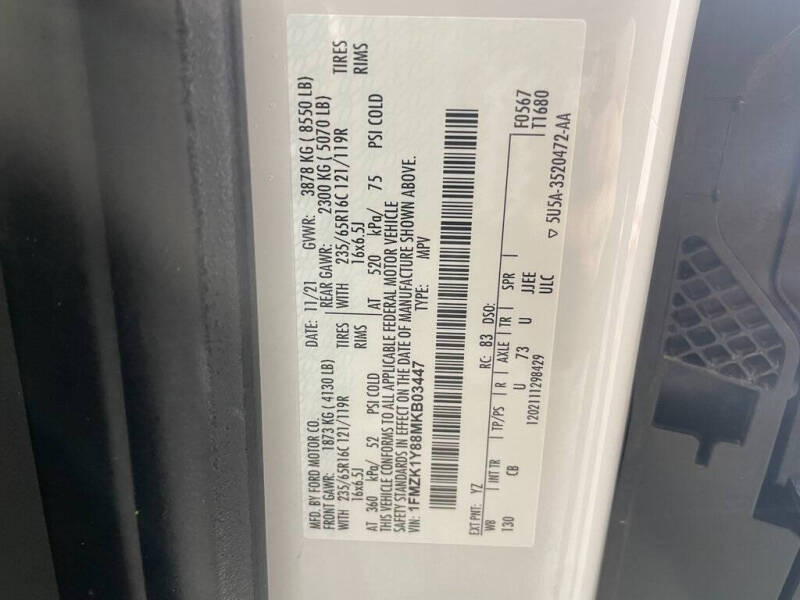 MFD. BY FORD MOTOR CO.
DATE: 11/21 GVWR: 3878 KG ( 8550 LB)
FRONT GAWR: 1873 KG ( 4130 LB) REAR GAWR: 2300 KG ( 5070 LB)
WITH 235/65R16C 121/119R TIRES WITH 235/65R16C 121/119R TIRES
16x6.5J RIMS 16x6.5J RIMS
AT 360 kPa/ 52 PSI COLD AT 520 kPa/ 75 PSI COLD
THIS VEHICLE CONFORMS TO ALL APPLICABLE FEDERAL MOTOR VEHICLE
SAFETY STANDARDS IN EFFECT ON THE DATE OF MANUFACTURE SHOWN ABOVE.
VIN: 1FMZK1Y88MKB03447 TYPE: MPV
EXT PNT: YZ RC: 83 DSO: F0567
WB INT TR TP/PS R AXLE TR SPR T1680
130 CB U 73 U JJEE
ULC
1202111298429 ▽ 5U5A-3520472-AA